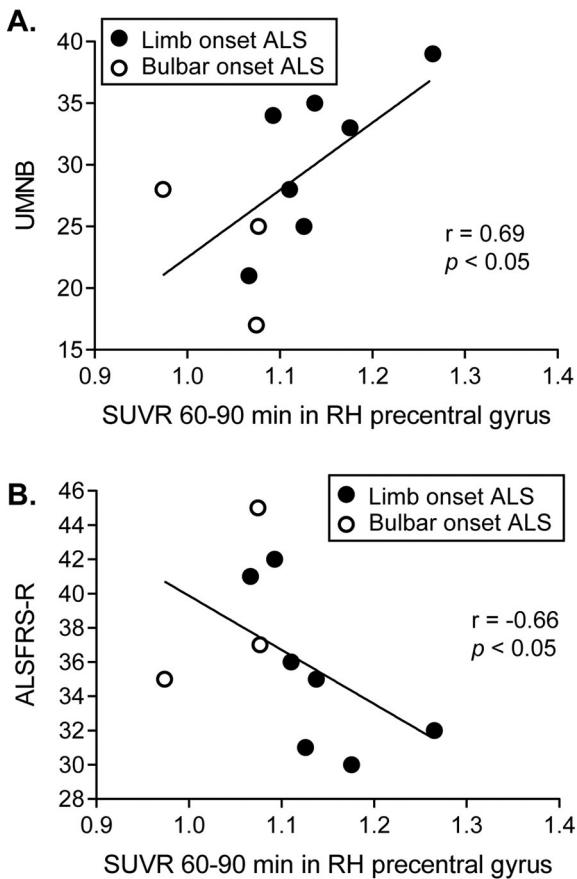 A.
Limb onset ALS
Bulbar onset ALS
40
35
30
25
20
15
UMNB
r = 0.69
p < 0.05
0.9 1.0 1.1 1.2 1.3 1.4
SUVR 60-90 min in RH precentral gyrus
B.
Limb onset ALS
Bulbar onset ALS
46
44
42
40
38
36
34
32
30
28
ALSFRS-R
r = -0.66
p < 0.05
0.9 1.0 1.1 1.2 1.3 1.4
SUVR 60-90 min in RH precentral gyrus